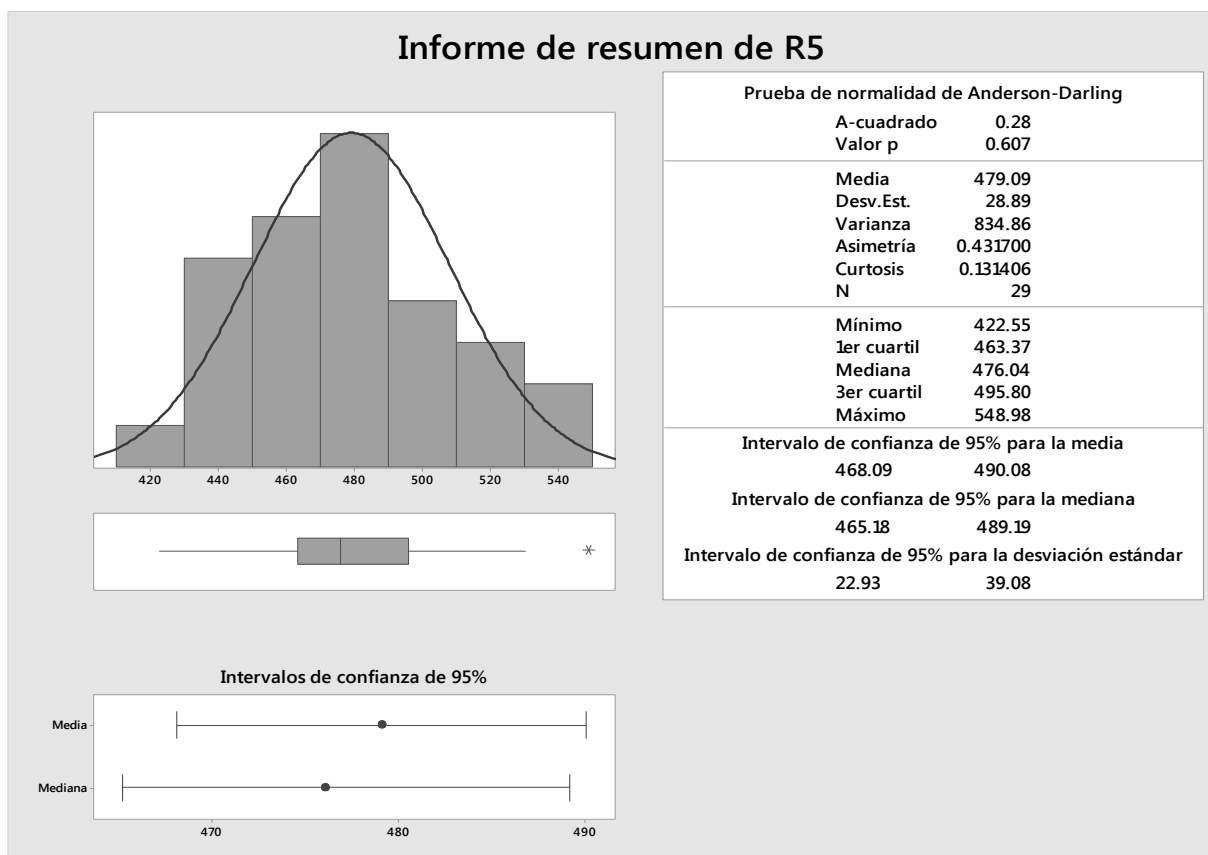 Informe de resumen de R5
420 440 460 480 500 520 540
Intervalos de confianza de 95%
Media
Mediana
470 480 490
Prueba de normalidad de Anderson-Darling
A-cuadrado 0.28
Valor p 0.607
Media 479.09
Desv.Est. 28.89
Varianza 834.86
Asimetría 0.431700
Curtosis 0.131406
N 29
Mínimo 422.55
1er cuartil 463.37
Mediana 476.04
3er cuartil 495.80
Máximo 548.98
Intervalo de confianza de 95% para la media
468.09 490.08
Intervalo de confianza de 95% para la mediana
465.18 489.19
Intervalo de confianza de 95% para la desviación estándar
22.93 39.08